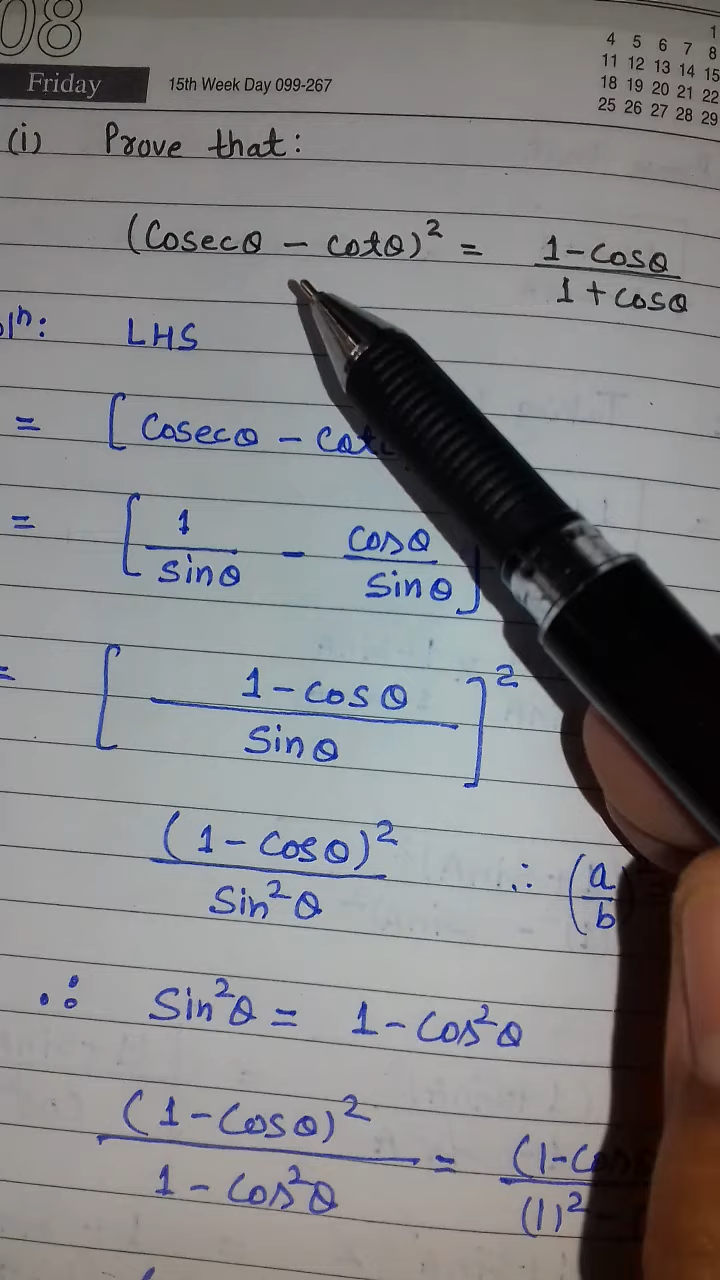 08
Friday
15th Week Day 099-267
1
4 5 6 7 8
11 12 13 14 15
18 19 20 21 22
25 26 27 28 29
(i) Prove that:
(Cosecθ - cotθ)² = 1-cosθ / 1+cosθ
olⁿ: LHS
= [Cosecθ - Cot
= [1/sinθ - cosθ/sinθ]
= [1-cosθ / Sinθ]²
(1-Cosθ)² / Sin²θ ∴ (a/b)
∴ Sin²θ = 1-Cos²θ
(1-Cosθ)² / 1-Cos²θ = (1-Cos / (1)² -